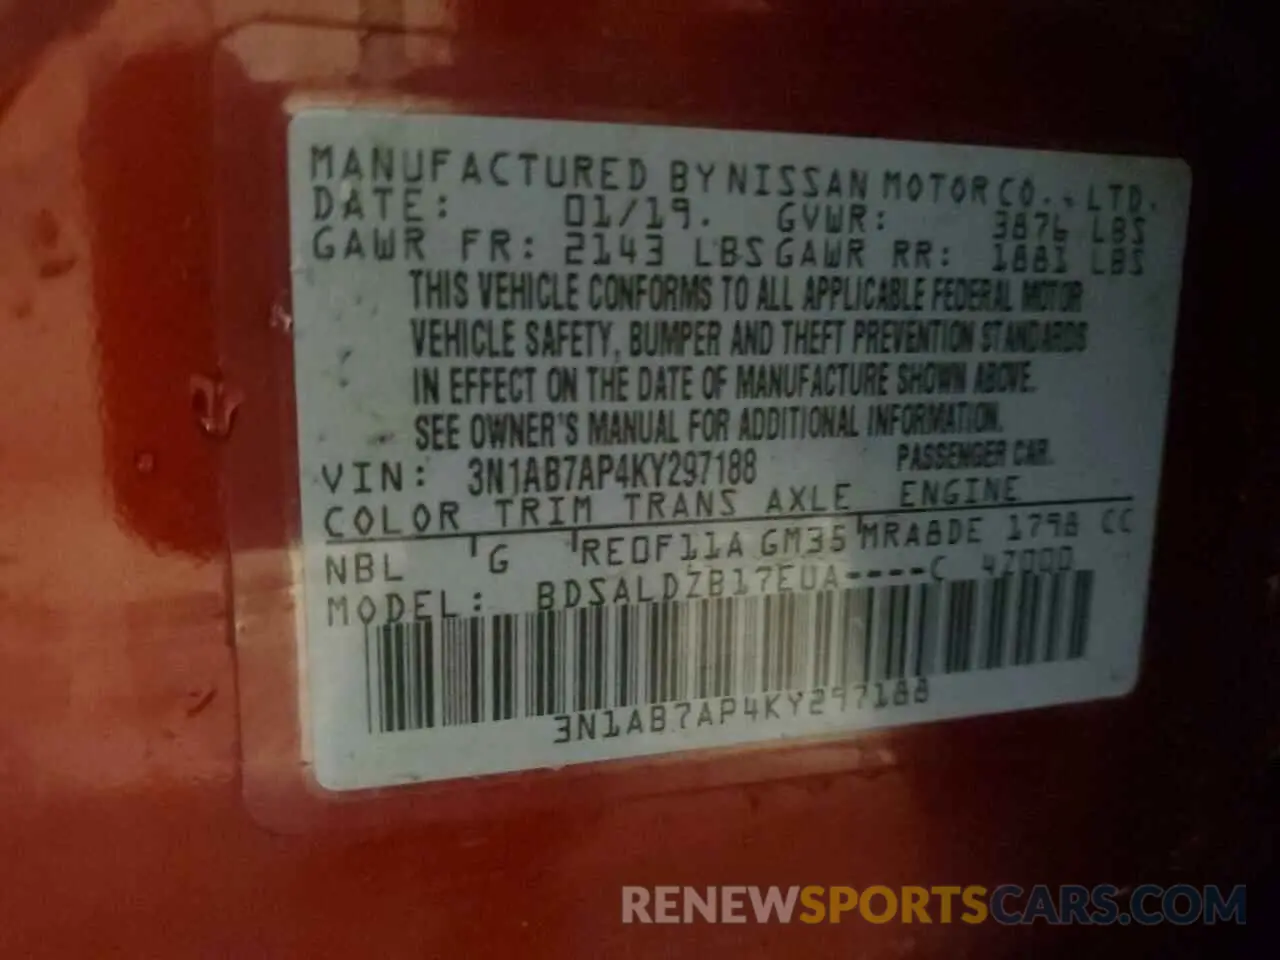 MANUFACTURED BY NISSAN MOTOR CO., LTD.
DATE: 01/19. GVWR: 3876 LBS
GAWR FR: 2143 LBS GAWR RR: 1881 LBS
THIS VEHICLE CONFORMS TO ALL APPLICABLE FEDERAL MOTOR
VEHICLE SAFETY, BUMPER AND THEFT PREVENTION STANDARDS
IN EFFECT ON THE DATE OF MANUFACTURE SHOWN ABOVE.
SEE OWNER'S MANUAL FOR ADDITIONAL INFORMATION.
VIN: 3N1AB7AP4KY297188 PASSENGER CAR.
COLOR TRIM TRANS AXLE ENGINE
NBL G RE0F11A GM35 MRA8DE 1798 CC
MODEL: BDSALDZB17EUA----C 47000
3N1AB7AP4KY297188
RENEWSPORTSCARS.COM